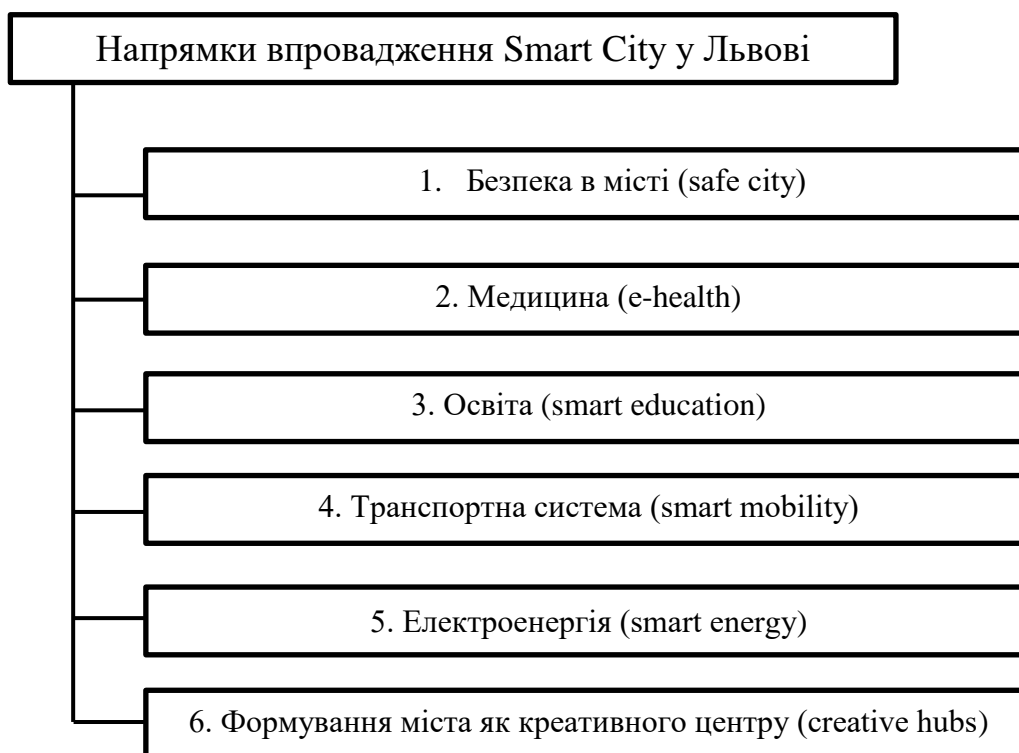 Напрямки впровадження Smart City у Львові
1. Безпека в місті (safe city)
2. Медицина (e-health)
3. Освіта (smart education)
4. Транспортна система (smart mobility)
5. Електроенергія (smart energy)
6. Формування міста як креативного центру (creative hubs)